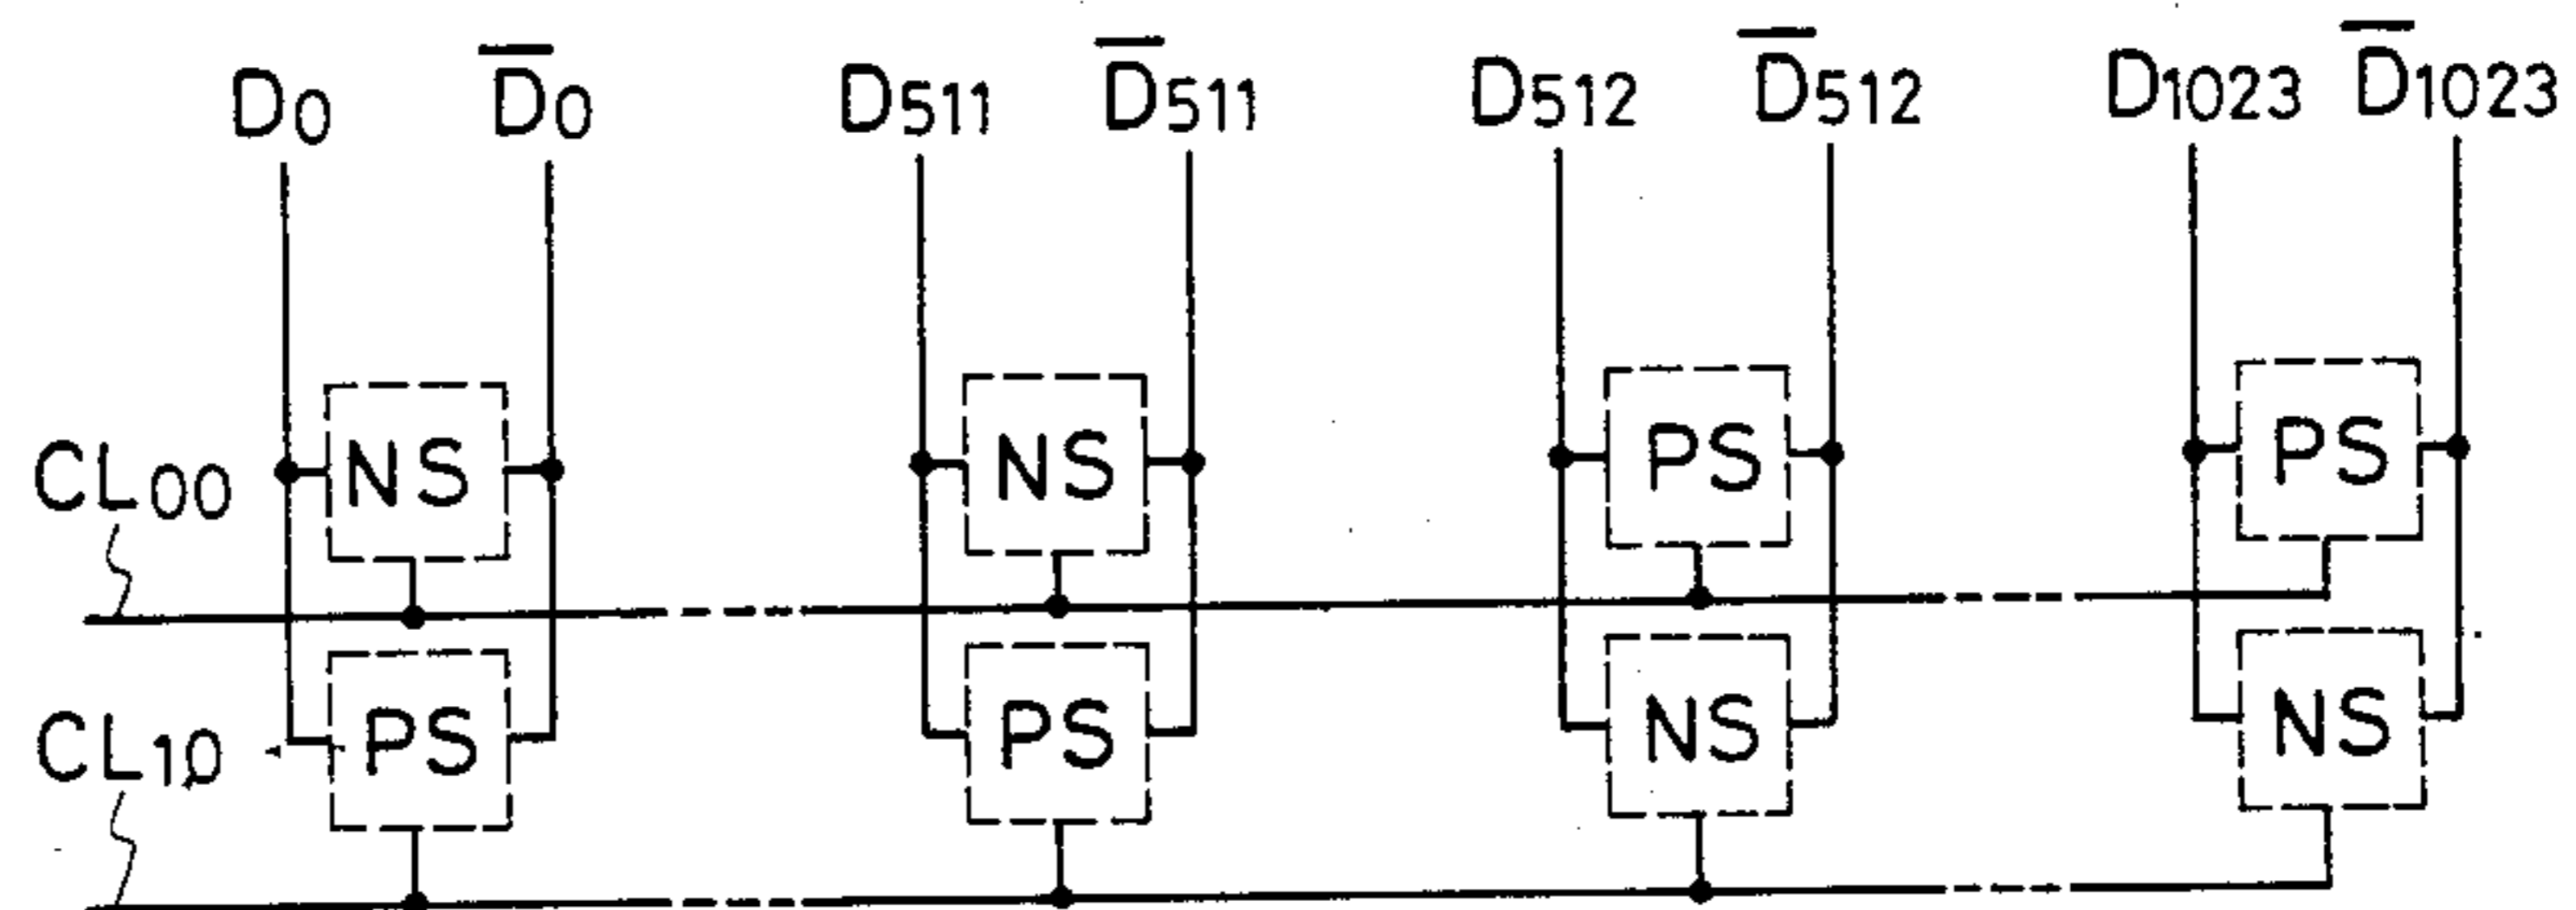 D0 D̅0 D511 D̅511 D512 D̅512 D1023 D̅1023
CL00 NS NS PS PS
CL10 PS PS NS NS